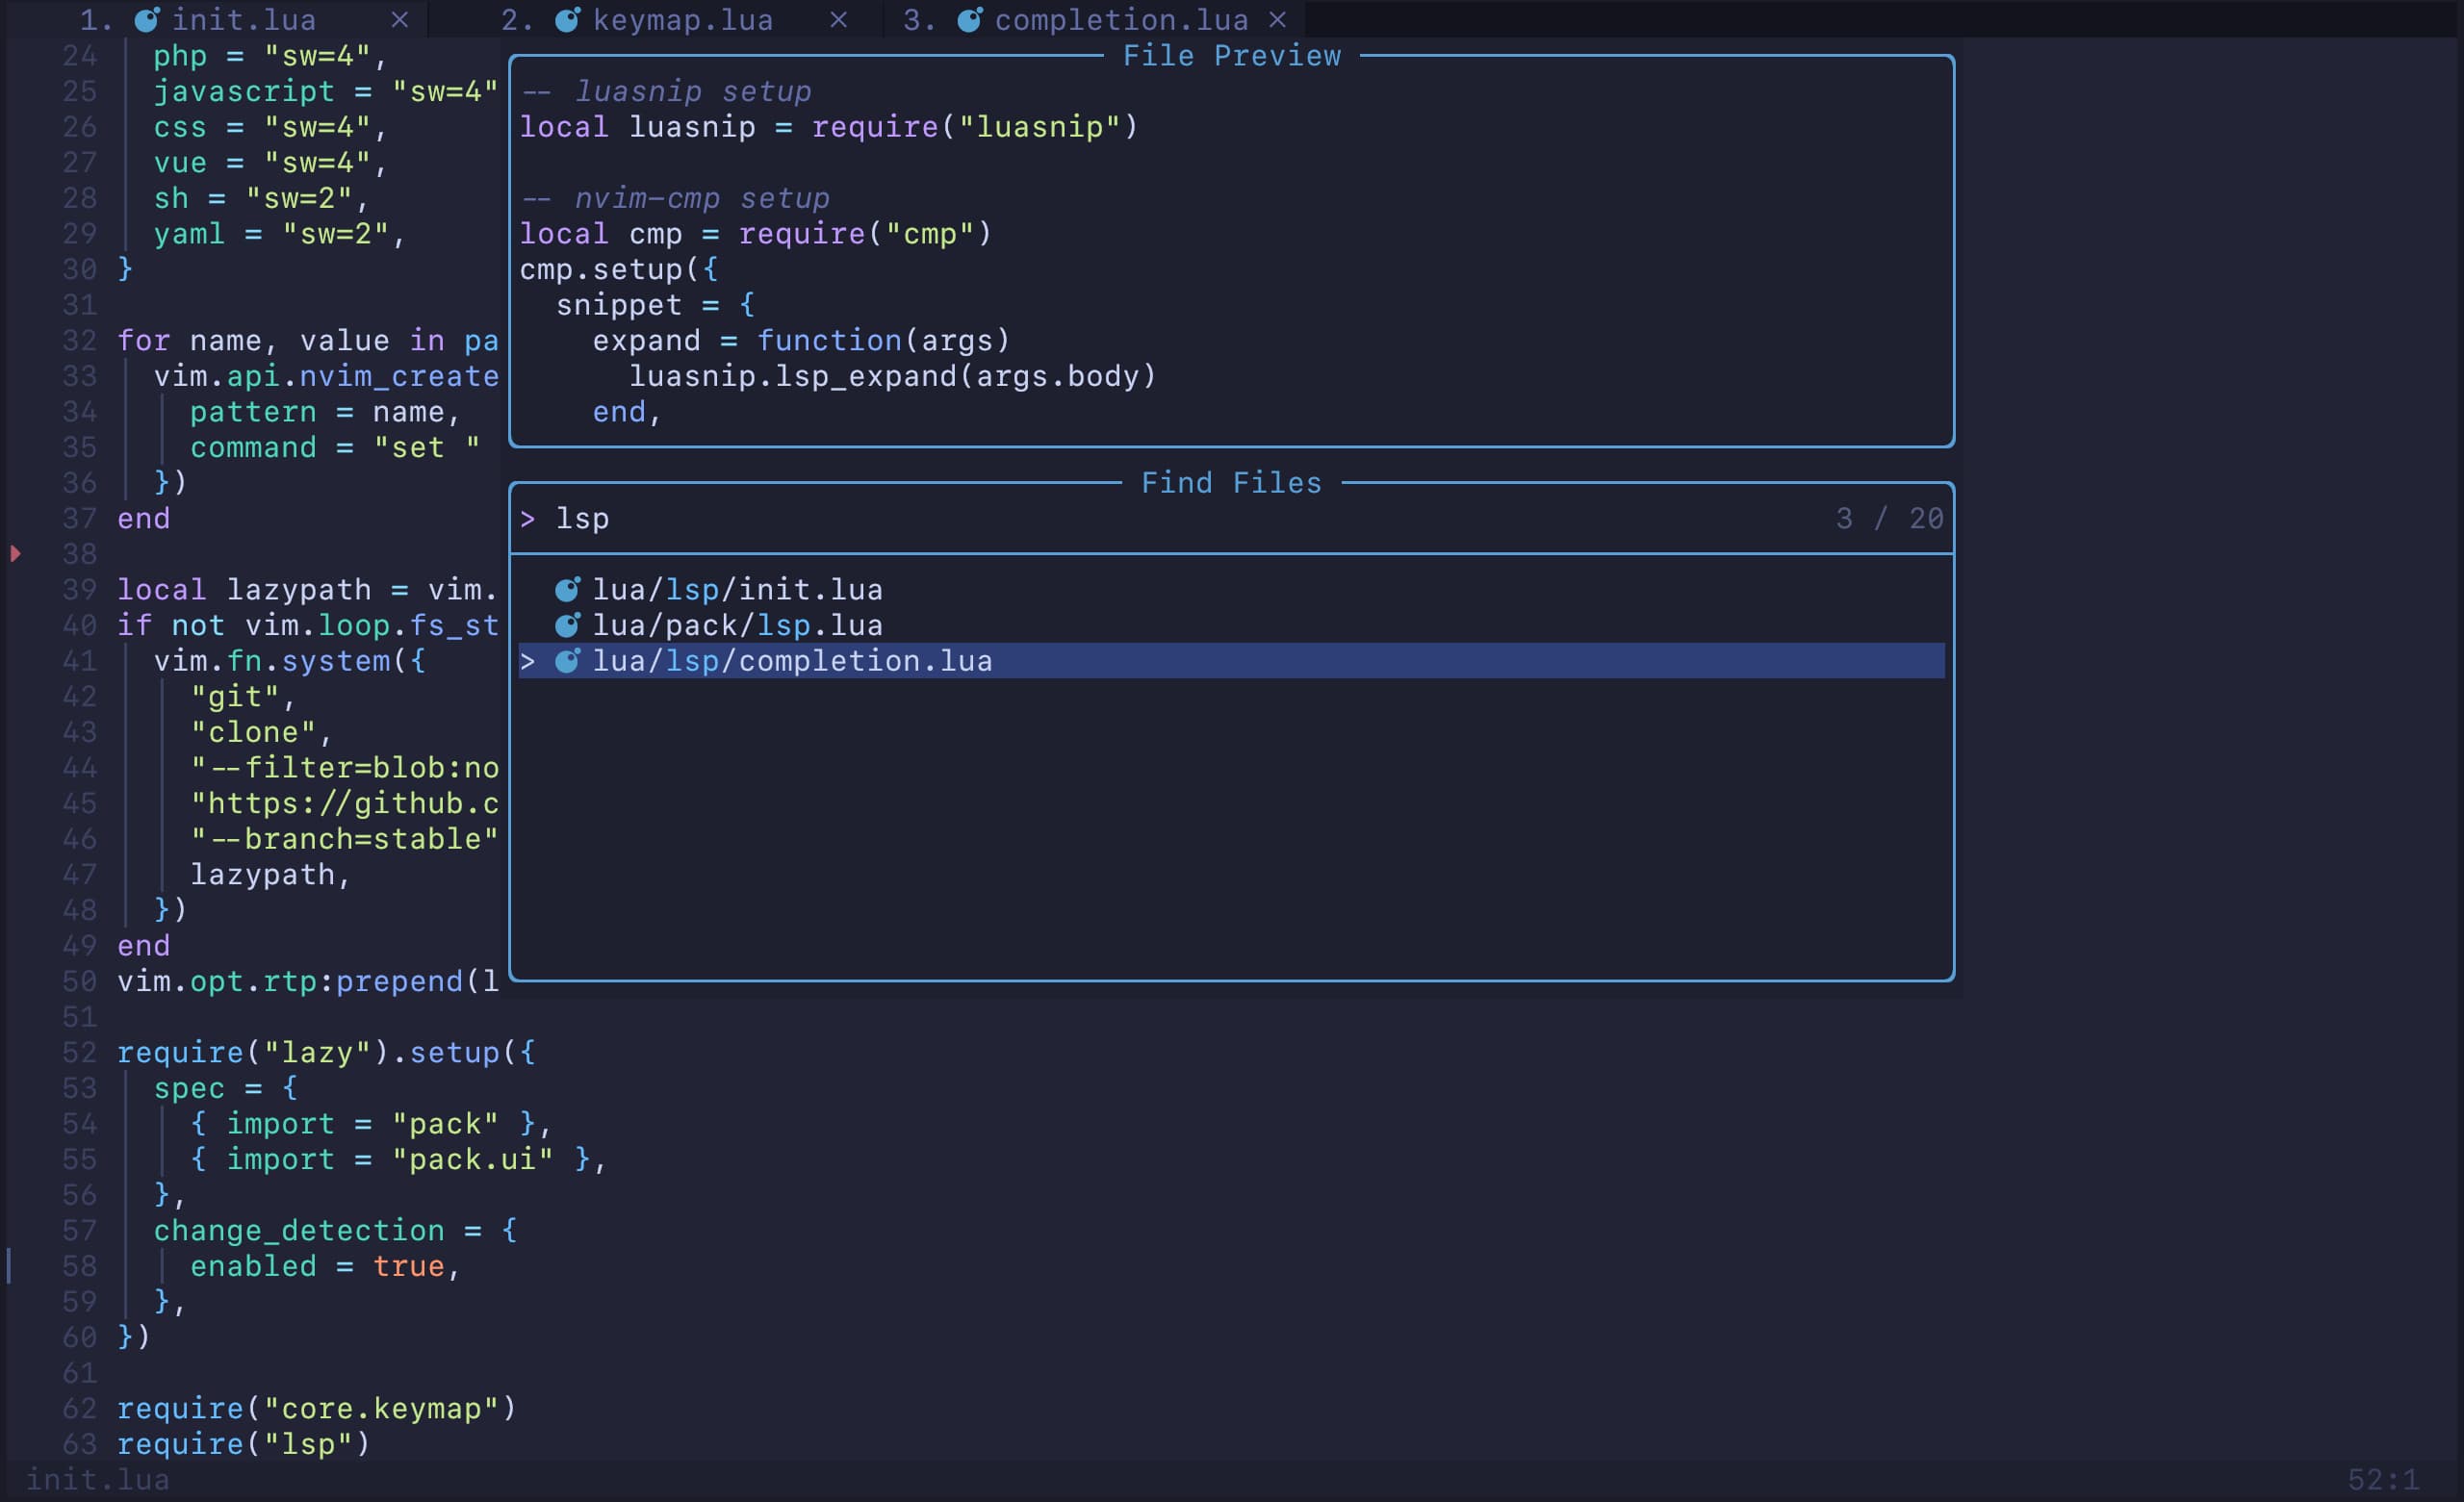 1. init.lua × 2. keymap.lua × 3. completion.lua ×
24 php = "sw=4",
25 javascript = "sw=4"
26 css = "sw=4",
27 vue = "sw=4",
28 sh = "sw=2",
29 yaml = "sw=2",
30 }
31
32 for name, value in pa
33 vim.api.nvim_create
34 pattern = name,
35 command = "set "
36 })
37 end
38
39 local lazypath = vim.
40 if not vim.loop.fs_st
41 vim.fn.system({
42 "git",
43 "clone",
44 "--filter=blob:no
45 "https://github.c
46 "--branch=stable"
47 lazypath,
48 })
49 end
50 vim.opt.rtp:prepend(l
51
52 require("lazy").setup({
53 spec = {
54 { import = "pack" },
55 { import = "pack.ui" },
56 },
57 change_detection = {
58 enabled = true,
59 },
60 })
61
62 require("core.keymap")
63 require("lsp")
File Preview
-- luasnip setup
local luasnip = require("luasnip")
-- nvim-cmp setup
local cmp = require("cmp")
cmp.setup({
snippet = {
expand = function(args)
luasnip.lsp_expand(args.body)
end,
Find Files
> lsp 3 / 20
lua/lsp/init.lua
lua/pack/lsp.lua
> lua/lsp/completion.lua
init.lua 52:1